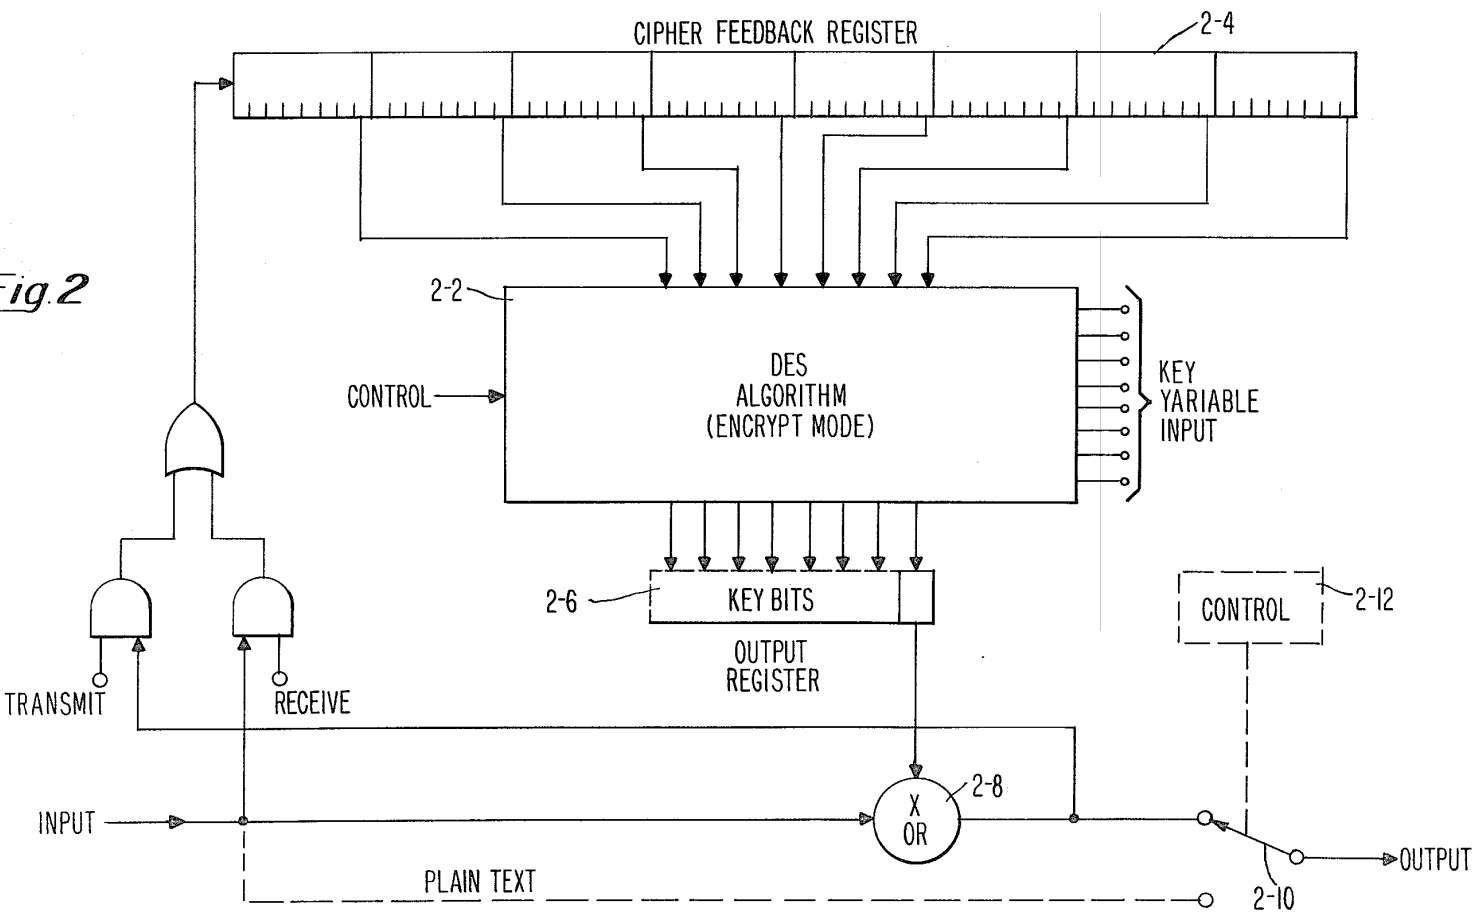 CIPHER FEEDBACK REGISTER
2-4
Fig. 2
2-2
CONTROL
DES
ALGORITHM
(ENCRYPT MODE)
KEY
YARIABLE
INPUT
2-6
KEY BITS
OUTPUT
REGISTER
CONTROL
2-12
TRANSMIT
RECEIVE
INPUT
X
OR
2-8
OUTPUT
2-10
PLAIN TEXT